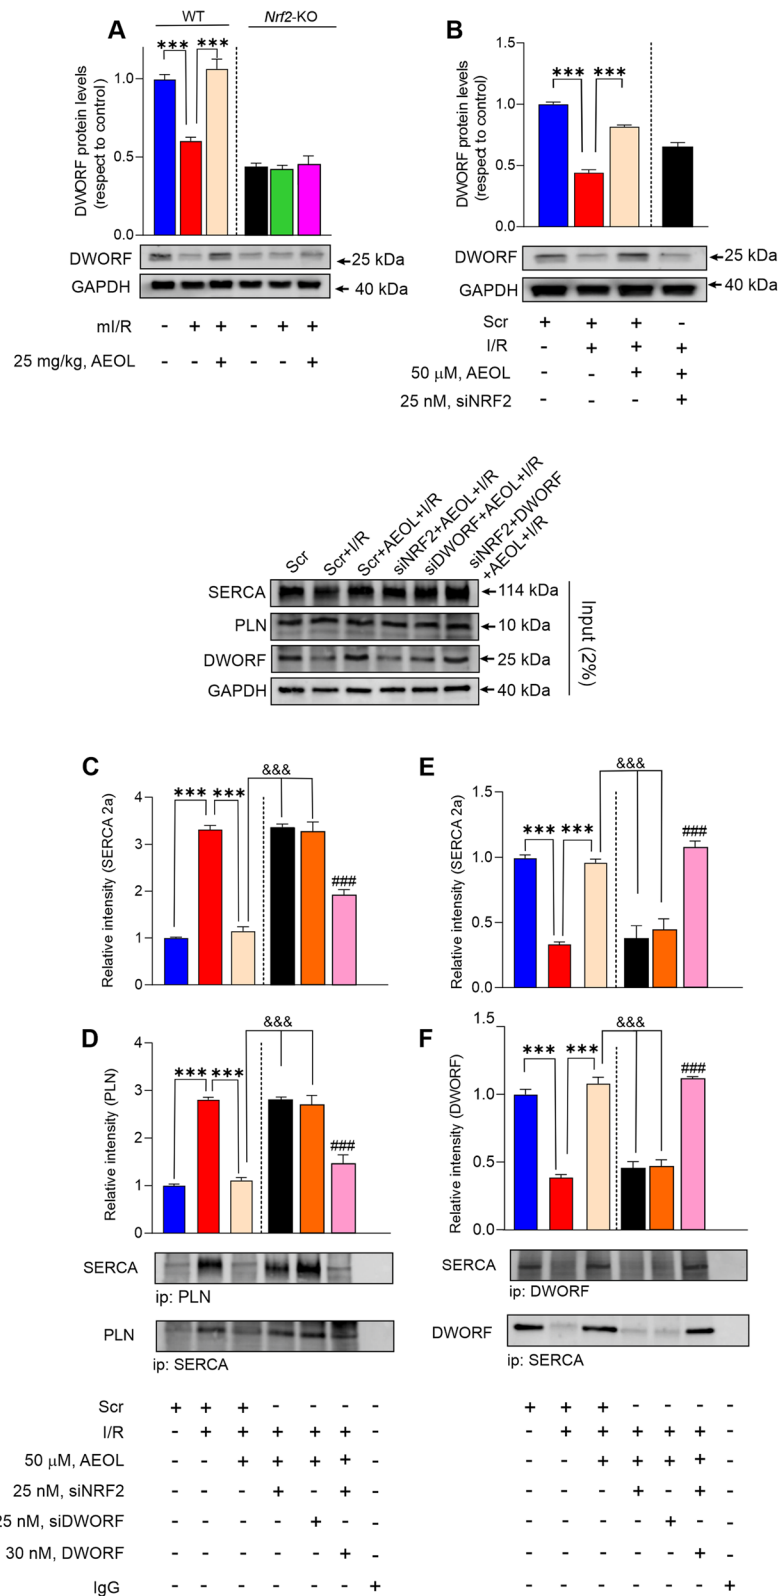 A
WT
Nrf2-KO
*** ***
DWORF protein levels
(respect to control)
1.0
0.5
0.0
DWORF
25 kDa
GAPDH
40 kDa
mI/R - + + - + +
25 mg/kg, AEOL - - + - - +
B
*** ***
DWORF protein levels
(respect to control)
1.5
1.0
0.5
0.0
DWORF
25 kDa
GAPDH
40 kDa
Scr + + + -
I/R - + + +
50 μM, AEOL - - + +
25 nM, siNRF2 - - - +
Scr
Scr+I/R
Scr+AEOL+I/R
siNRF2+AEOL+I/R
siDWORF+AEOL+I/R
siNRF2+DWORF
+AEOL+I/R
SERCA
114 kDa
PLN
10 kDa
DWORF
25 kDa
GAPDH
40 kDa
Input (2%)
C
&&&
*** ***
###
Relative intensity (SERCA 2a)
4
3
2
1
0
D
&&&
*** ***
###
Relative intensity (PLN)
4
3
2
1
0
SERCA
ip: PLN
PLN
ip: SERCA
Scr + + + - - - -
I/R - + + + + + -
50 μM, AEOL - - + + + + -
25 nM, siNRF2 - - - + - + -
25 nM, siDWORF - - - - + - -
30 nM, DWORF - - - - - + -
IgG - - - - - - +
E
&&&
*** ***
###
Relative intensity (SERCA 2a)
1.5
1.0
0.5
0.0
F
&&&
*** ***
###
Relative intensity (DWORF)
1.5
1.0
0.5
0.0
SERCA
ip: DWORF
DWORF
ip: SERCA
+ + + - - - -
- + + + + + -
- - + + + + -
- - - + - + -
- - - - + - -
- - - - - + -
- - - - - - +